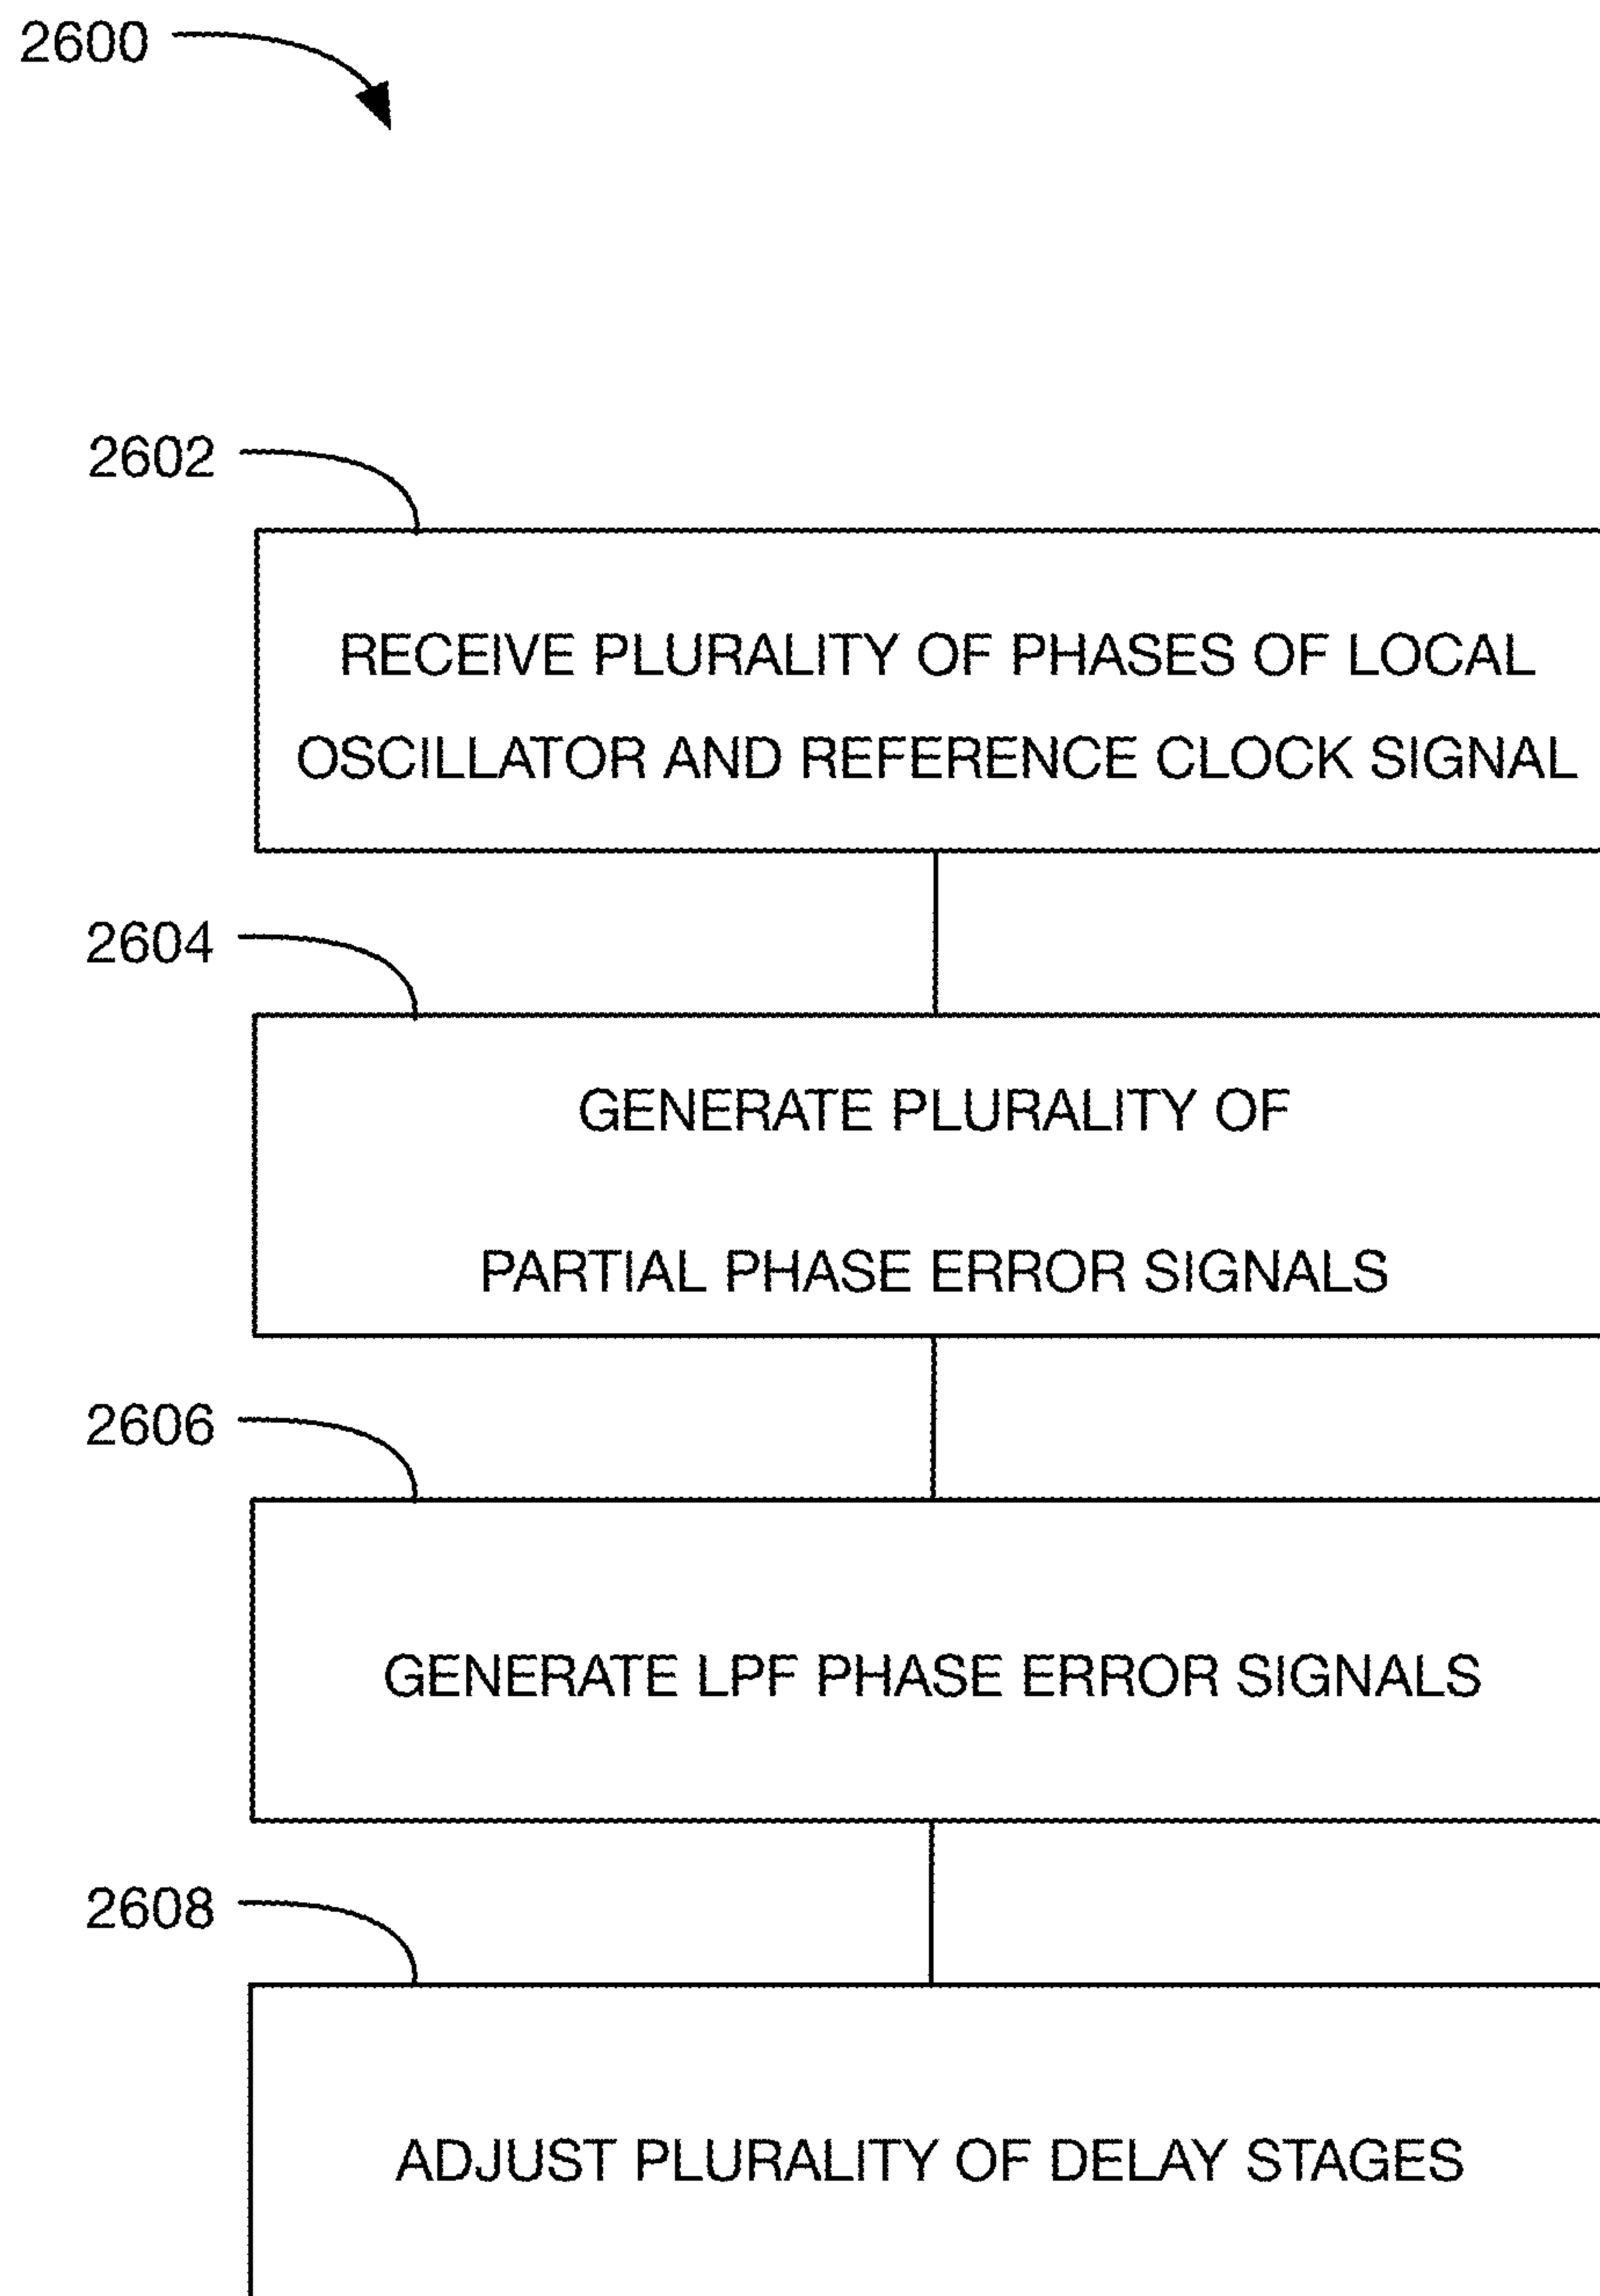 2600
2602
RECEIVE PLURALITY OF PHASES OF LOCAL
OSCILLATOR AND REFERENCE CLOCK SIGNAL
2604
GENERATE PLURALITY OF
PARTIAL PHASE ERROR SIGNALS
2606
GENERATE LPF PHASE ERROR SIGNALS
2608
ADJUST PLURALITY OF DELAY STAGES